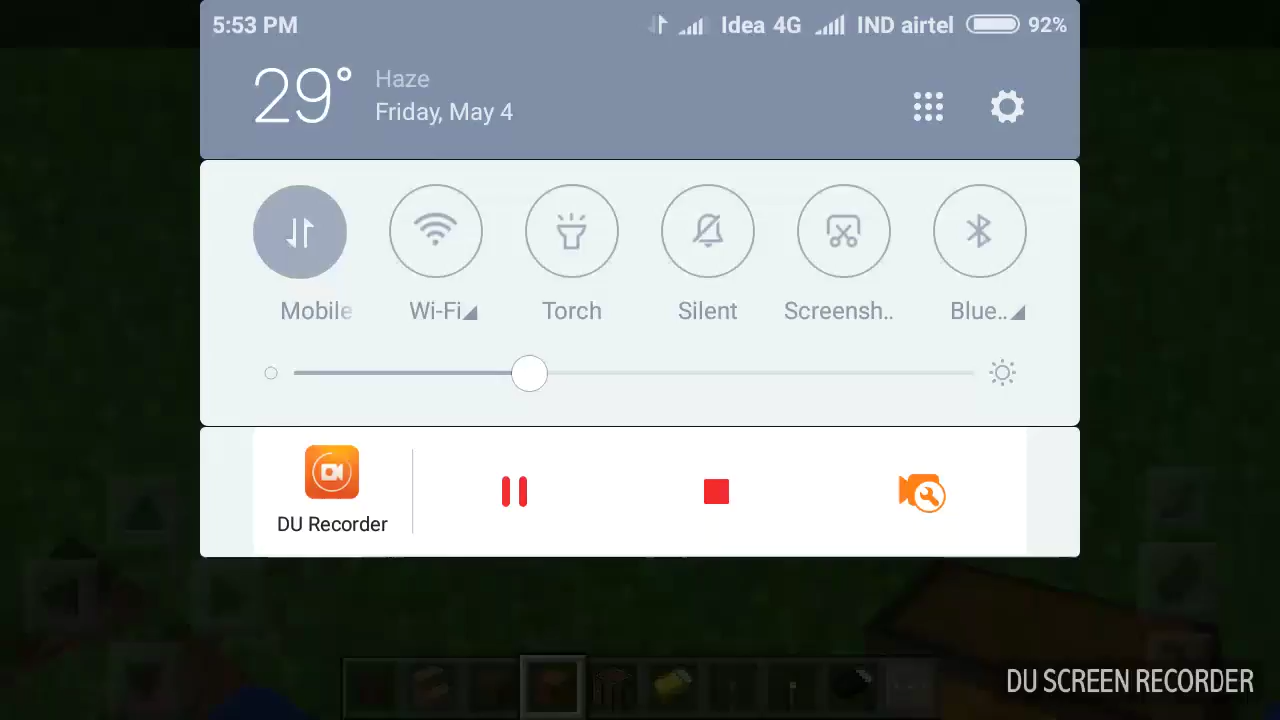 5:53 PM Idea 4G IND airtel 92%
29° Haze
Friday, May 4
Mobile Wi-Fi Torch Silent Screensh.. Blue..
DU Recorder
DU SCREEN RECORDER